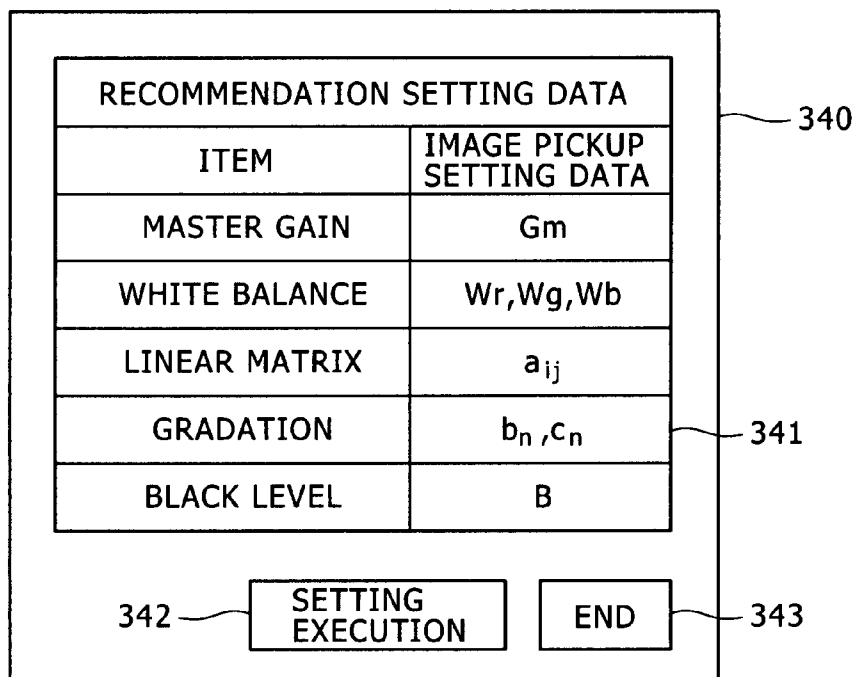 RECOMMENDATION SETTING DATA
ITEM
IMAGE PICKUP
SETTING DATA
MASTER GAIN
Gm
WHITE BALANCE
Wr,Wg,Wb
LINEAR MATRIX
aij
GRADATION
bn ,cn
BLACK LEVEL
B
340
341
342
SETTING
EXECUTION
END
343